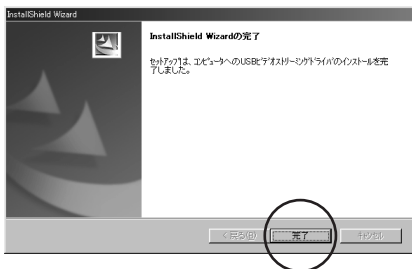 InstallShield Wizard
InstallShield Wizardの完了
ｾｯﾄｱｯﾌﾟは、ｺﾝﾋﾟｭｰﾀへのUSBﾋﾞﾃﾞｵｽﾄﾘｰﾐﾝｸﾞﾄﾞﾗｲﾊﾞのｲﾝｽﾄｰﾙを完
了しました。
< 戻る(B)
完了
ｷｬﾝｾﾙ